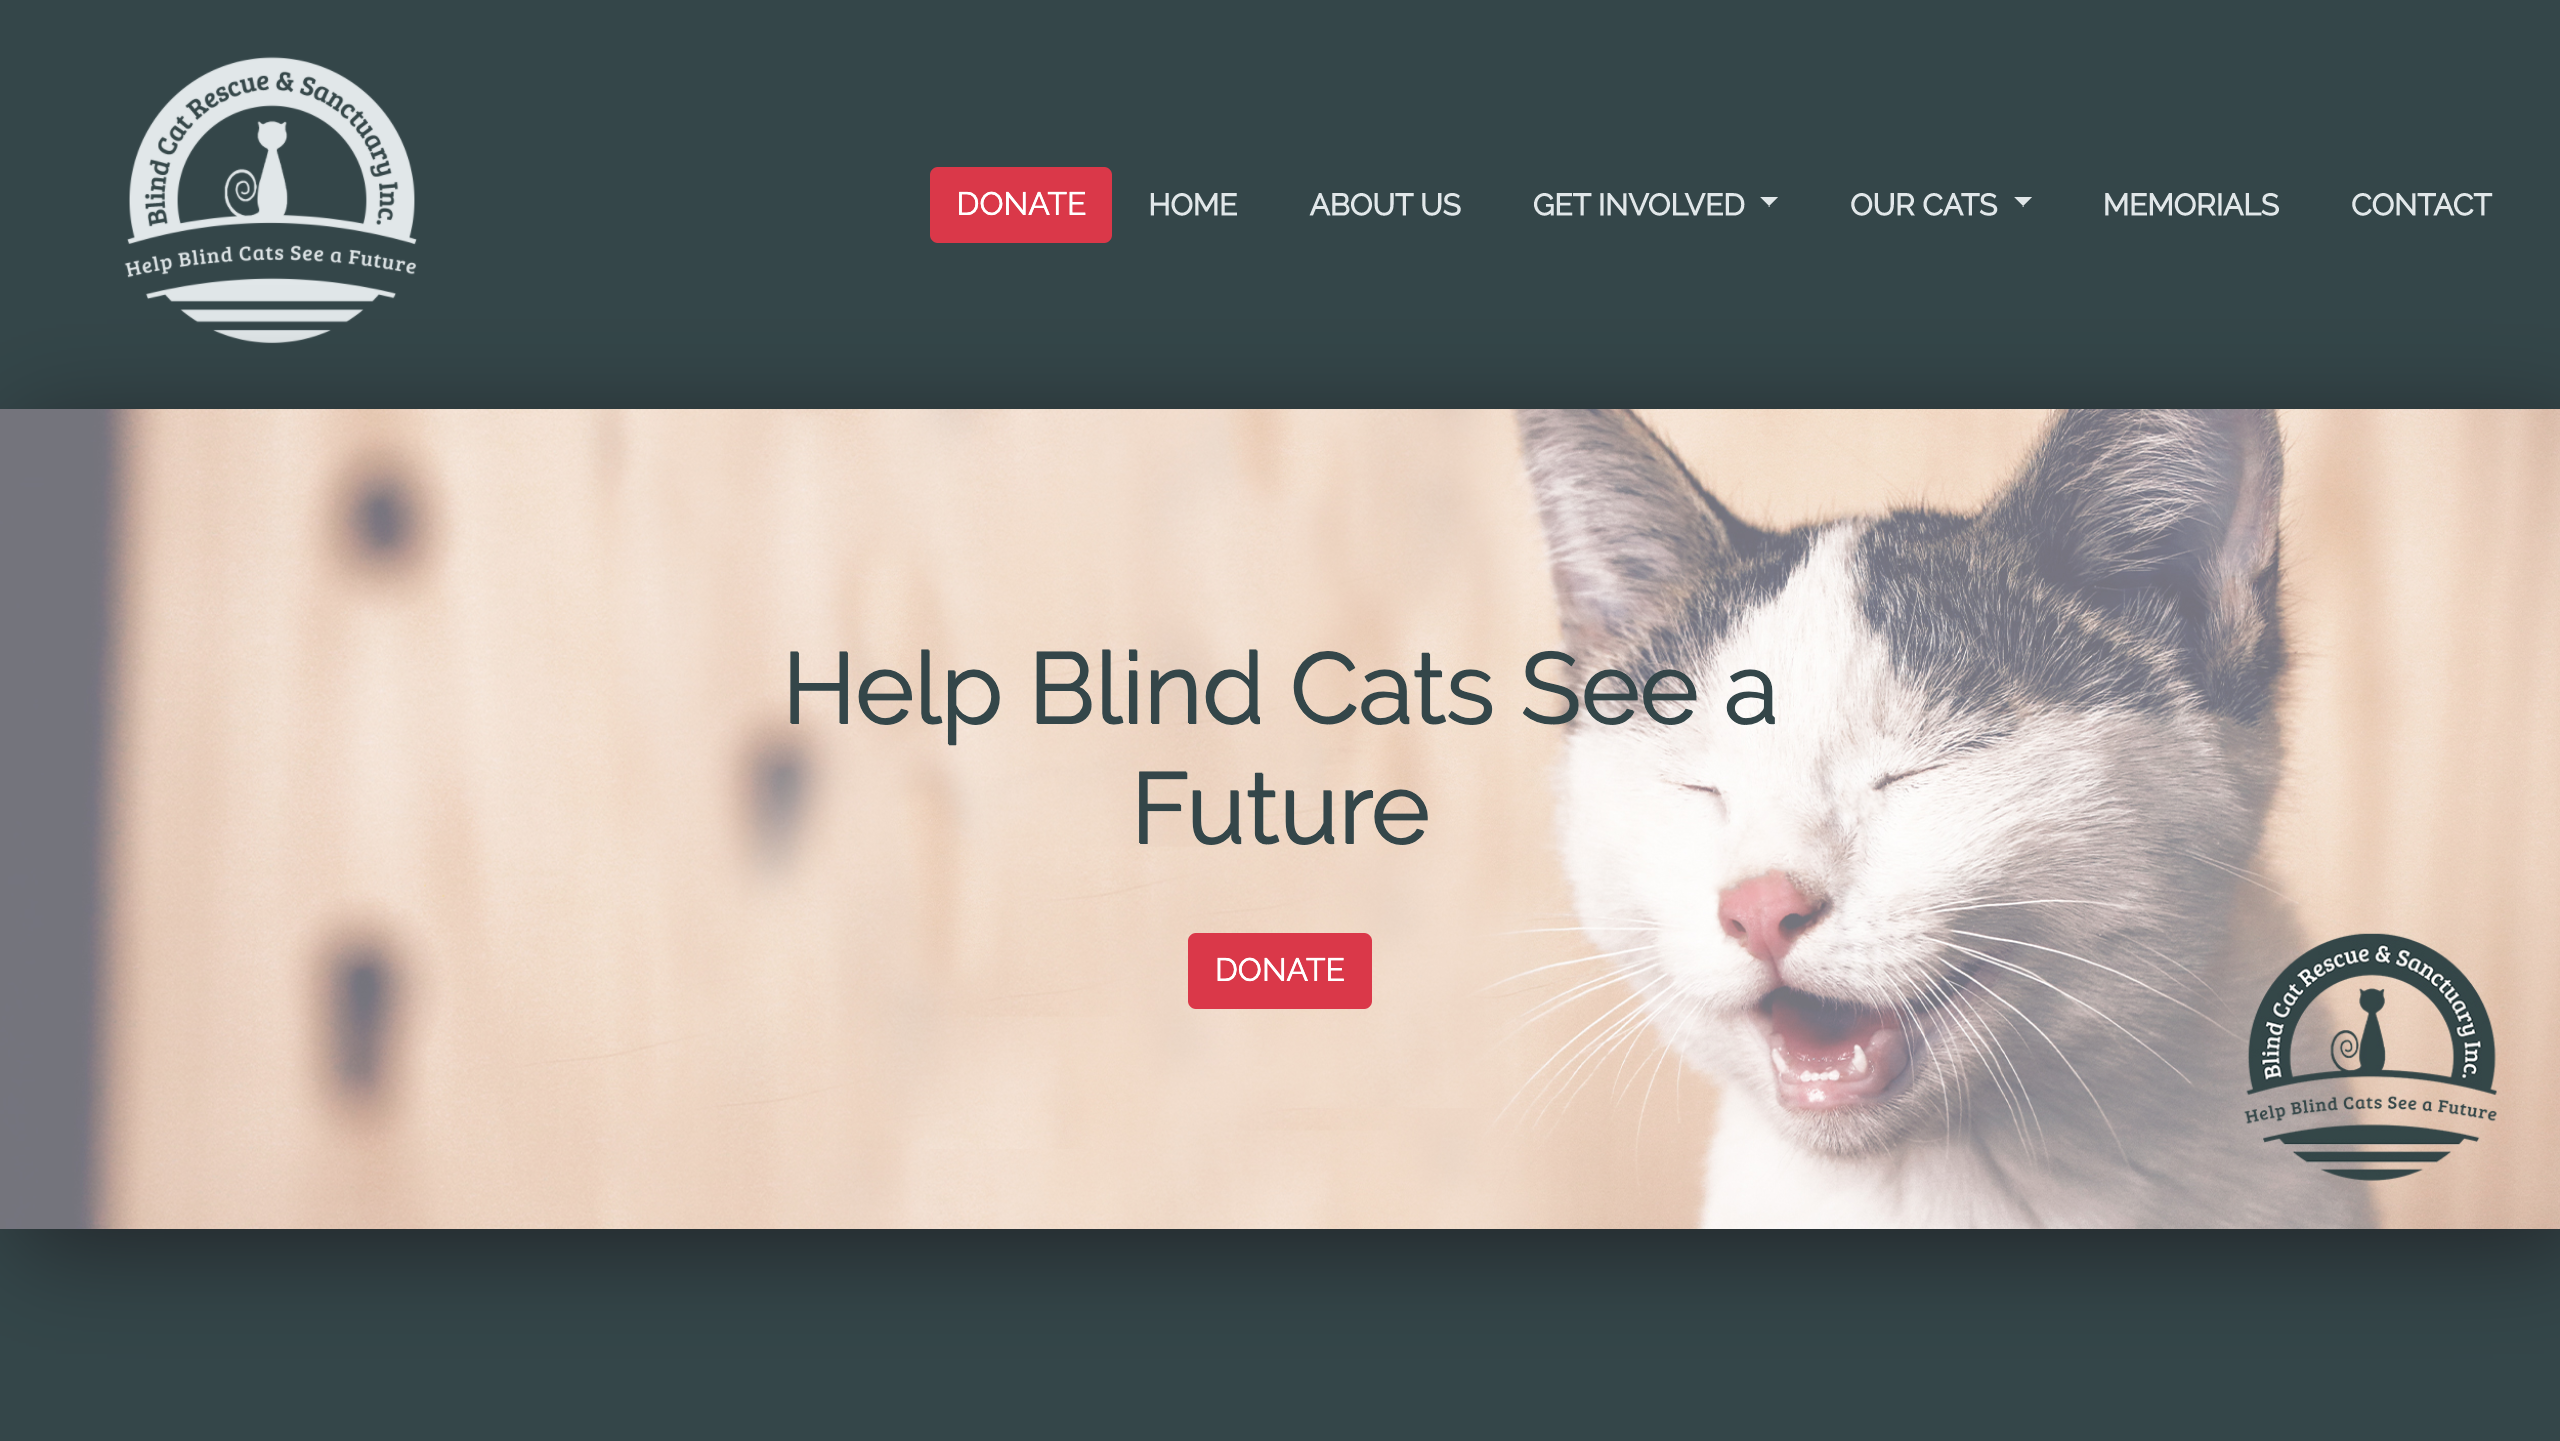 Blind Cat Rescue & Sanctuary Inc.
Help Blind Cats See a Future
DONATE
HOME
ABOUT US
GET INVOLVED
OUR CATS
MEMORIALS
CONTACT
Help Blind Cats See a
Future
DONATE
Blind Cat Rescue & Sanctuary Inc.
Help Blind Cats See a Future